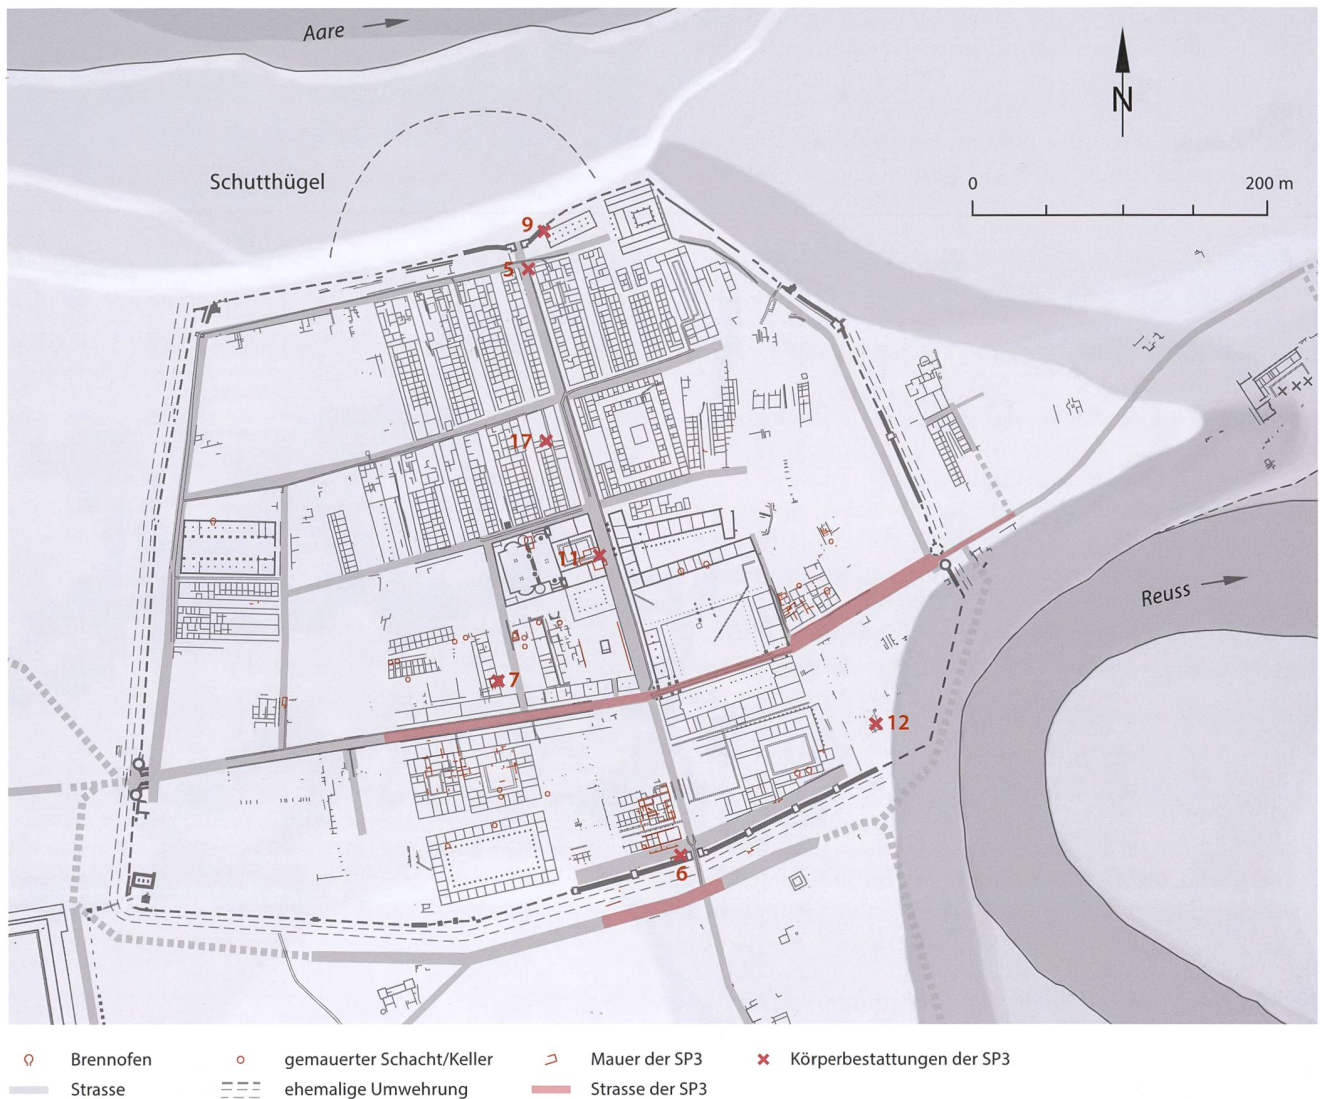 Aare
N
Schutthügel
0 200 m
9
5
17
11
Reuss
7
12
6
Brennofen gemauerter Schacht/Keller Mauer der SP3 Körperbestattungen der SP3
Strasse ehemalige Umwehrung Strasse der SP3